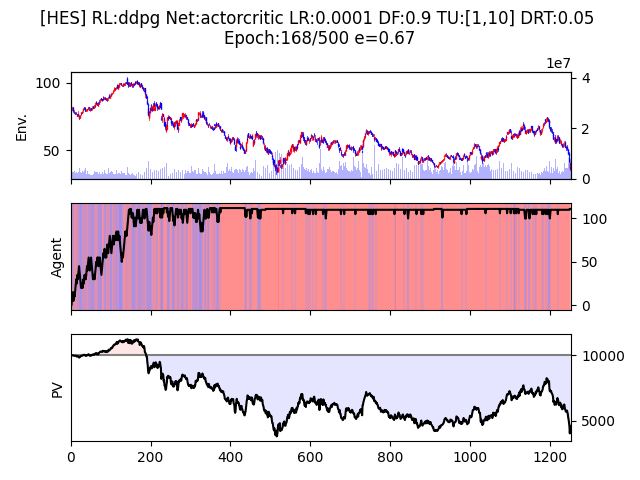 [HES] RL:ddpg Net:actorcritic LR:0.0001 DF:0.9 TU:[1,10] DRT:0.05
Epoch:168/500 e=0.67
1e7
100
50
Env.
4
2
0
Agent
100
50
0
PV
10000
5000
0 200 400 600 800 1000 1200